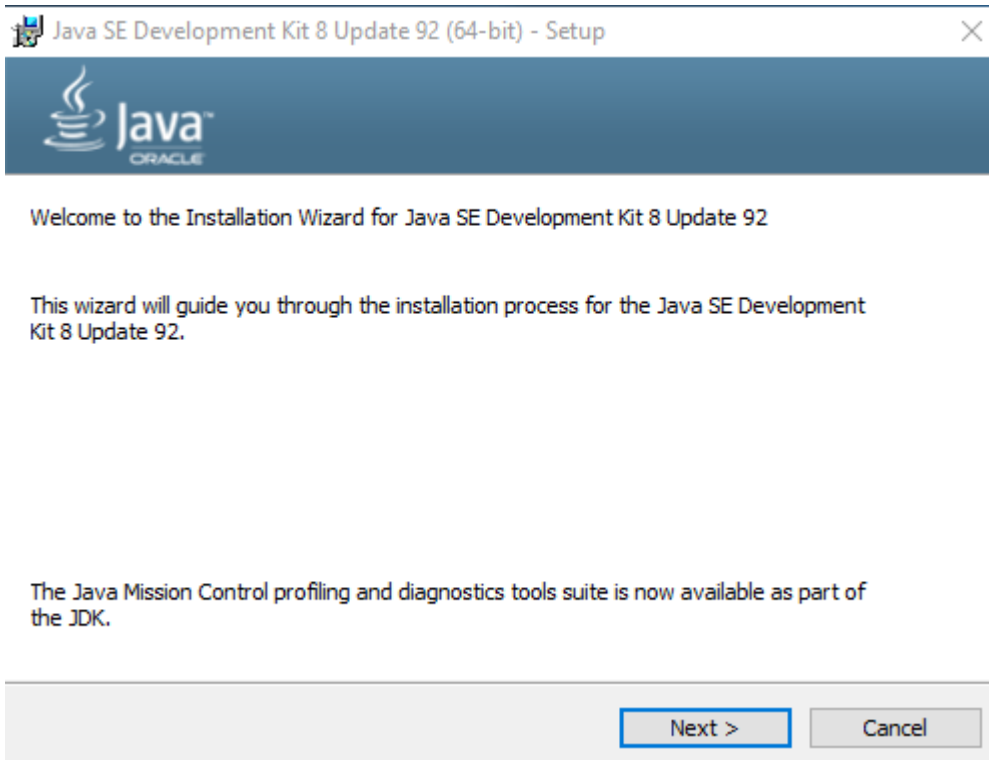 Java SE Development Kit 8 Update 92 (64-bit) - Setup
Java™
ORACLE
Welcome to the Installation Wizard for Java SE Development Kit 8 Update 92
This wizard will guide you through the installation process for the Java SE Development
Kit 8 Update 92.
The Java Mission Control profiling and diagnostics tools suite is now available as part of
the JDK.
Next >
Cancel